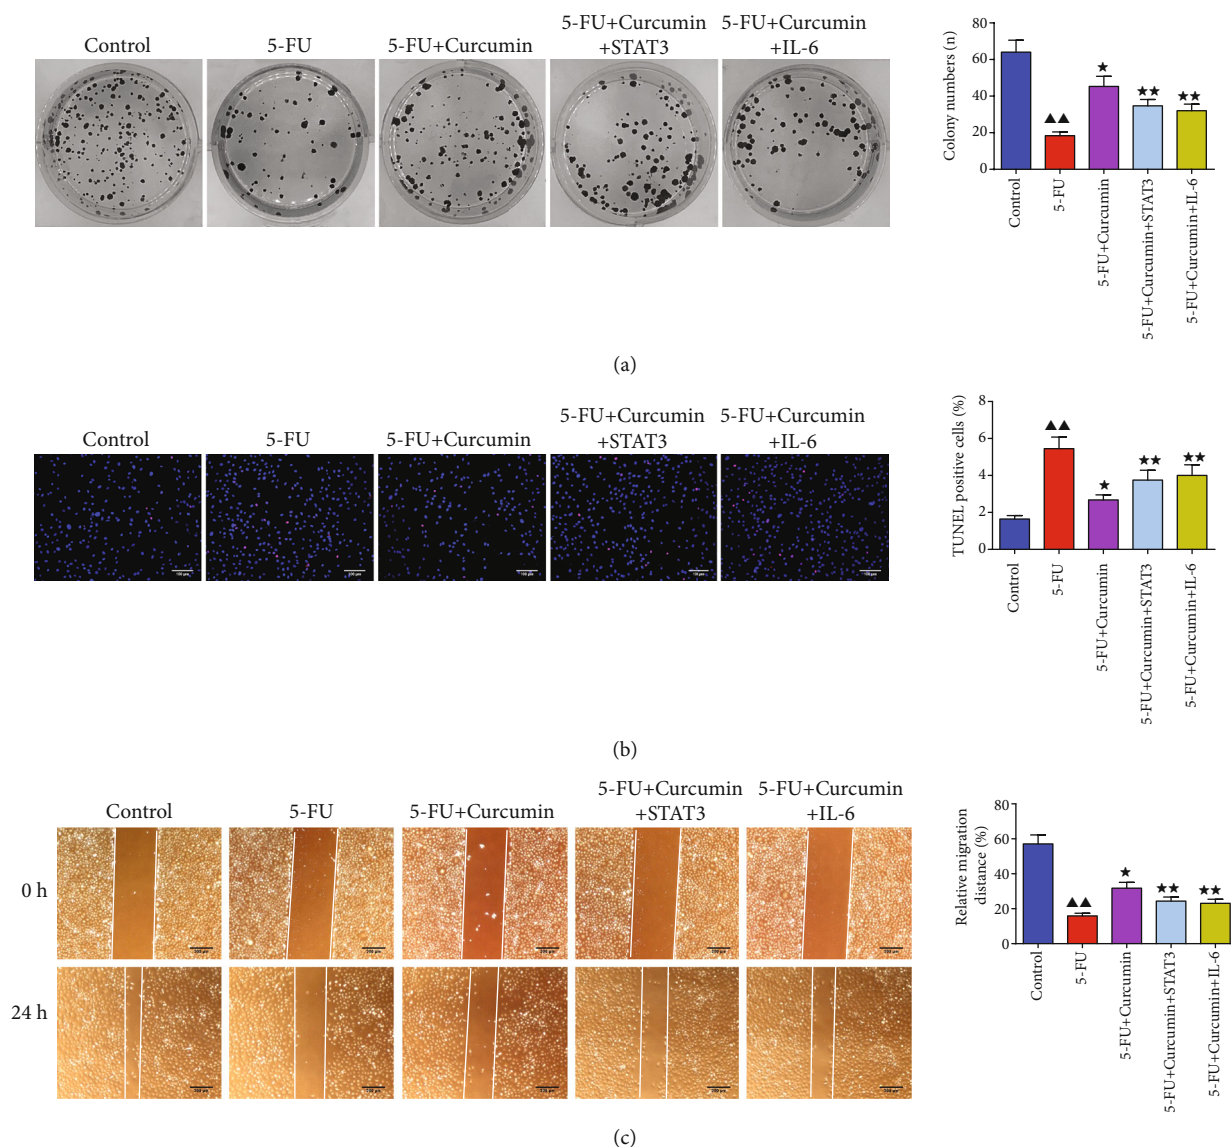 Control
5-FU
5-FU+Curcumin
5-FU+Curcumin
+STAT3
5-FU+Curcumin
+IL-6
Colony numbers (n)
80
60
40
20
0
▲▲
★
★★
★★
Control
5-FU
5-FU+Curcumin
5-FU+Curcumin+STAT3
5-FU+Curcumin+IL-6
(a)
Control
5-FU
5-FU+Curcumin
5-FU+Curcumin
+STAT3
5-FU+Curcumin
+IL-6
TUNEL positive cells (%)
8
6
4
2
0
▲▲
★
★★
★★
Control
5-FU
5-FU+Curcumin
5-FU+Curcumin+STAT3
5-FU+Curcumin+IL-6
(b)
Control
5-FU
5-FU+Curcumin
5-FU+Curcumin
+STAT3
5-FU+Curcumin
+IL-6
0 h
24 h
Relative migration
distance (%)
80
60
40
20
0
▲▲
★
★★
★★
Control
5-FU
5-FU+Curcumin
5-FU+Curcumin+STAT3
5-FU+Curcumin+IL-6
(c)